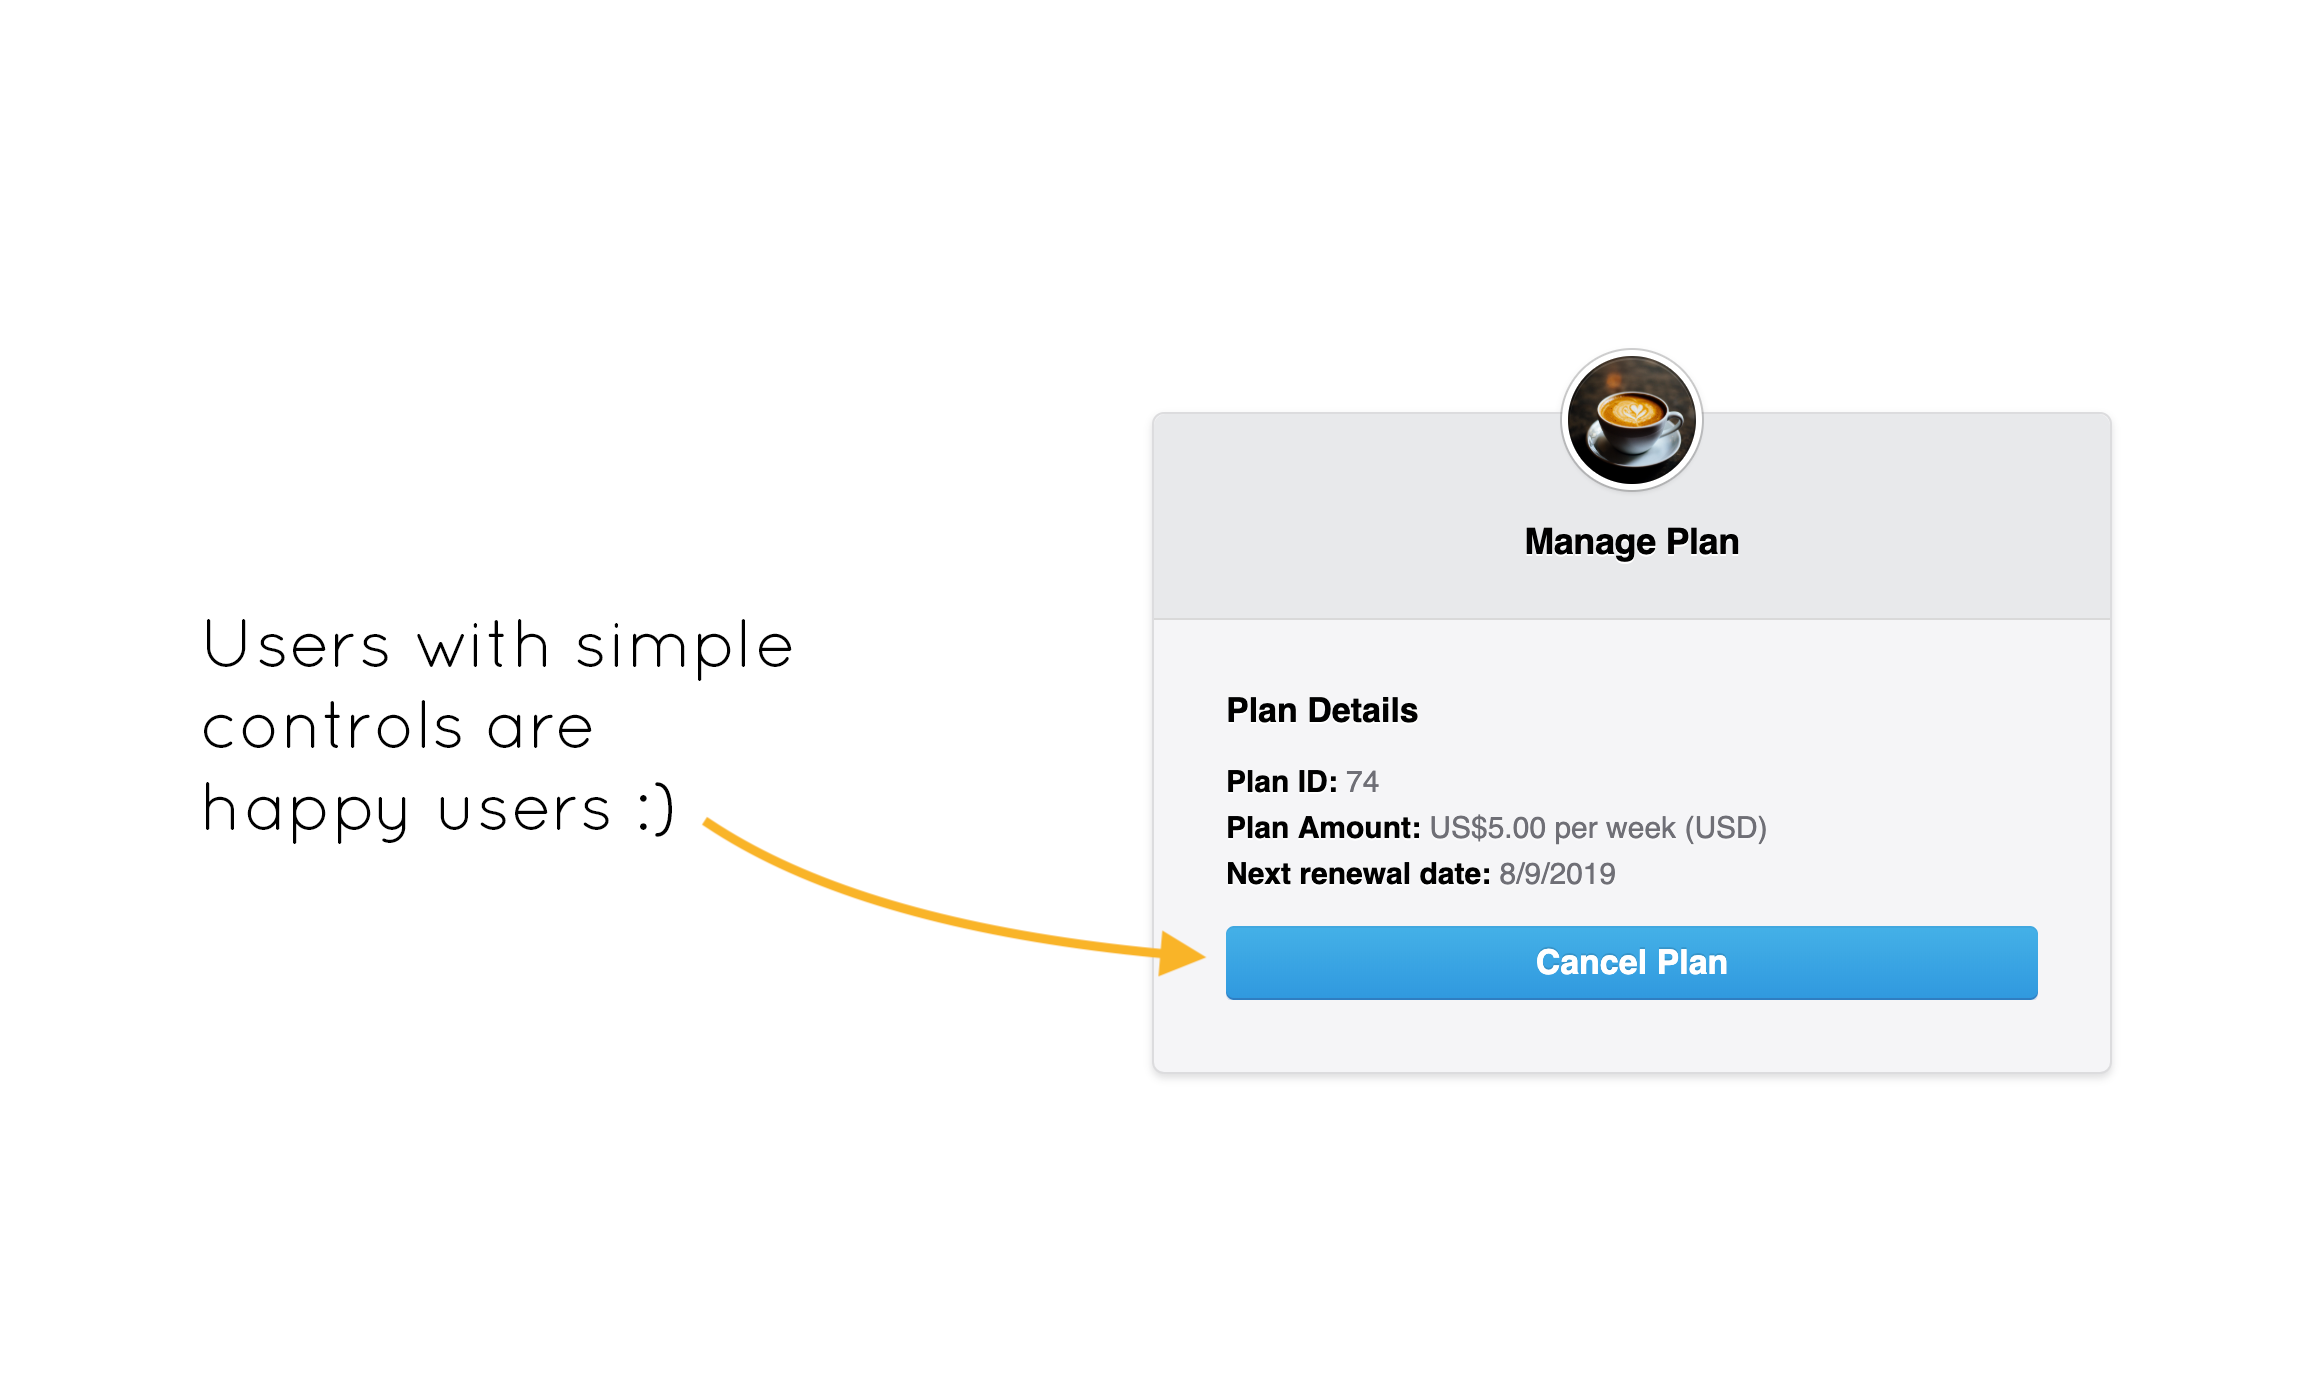 Users with simple
controls are
happy users :)
Manage Plan
Plan Details
Plan ID: 74
Plan Amount: US$5.00 per week (USD)
Next renewal date: 8/9/2019
Cancel Plan